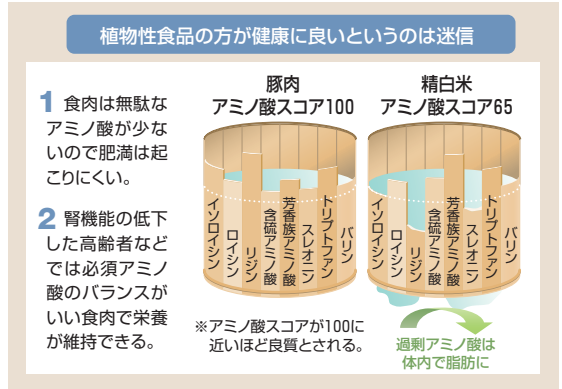 植物性食品の方が健康に良いというのは迷信
1 食肉は無駄な
アミノ酸が少な
いので肥満は起
こりにくい。
2 腎機能の低下
した高齢者など
では必須アミノ
酸のバランスが
いい食肉で栄養
が維持できる。
豚肉
アミノ酸スコア100
イソロイシン
ロイシン
リジン
含硫アミノ酸
芳香族アミノ酸
スレオニン
トリプトファン
バリン
※アミノ酸スコアが100に
近いほど良質とされる。
精白米
アミノ酸スコア65
イソロイシン
ロイシン
リジン
含硫アミノ酸
芳香族アミノ酸
スレオニン
トリプトファン
バリン
過剰アミノ酸は
体内で脂肪に